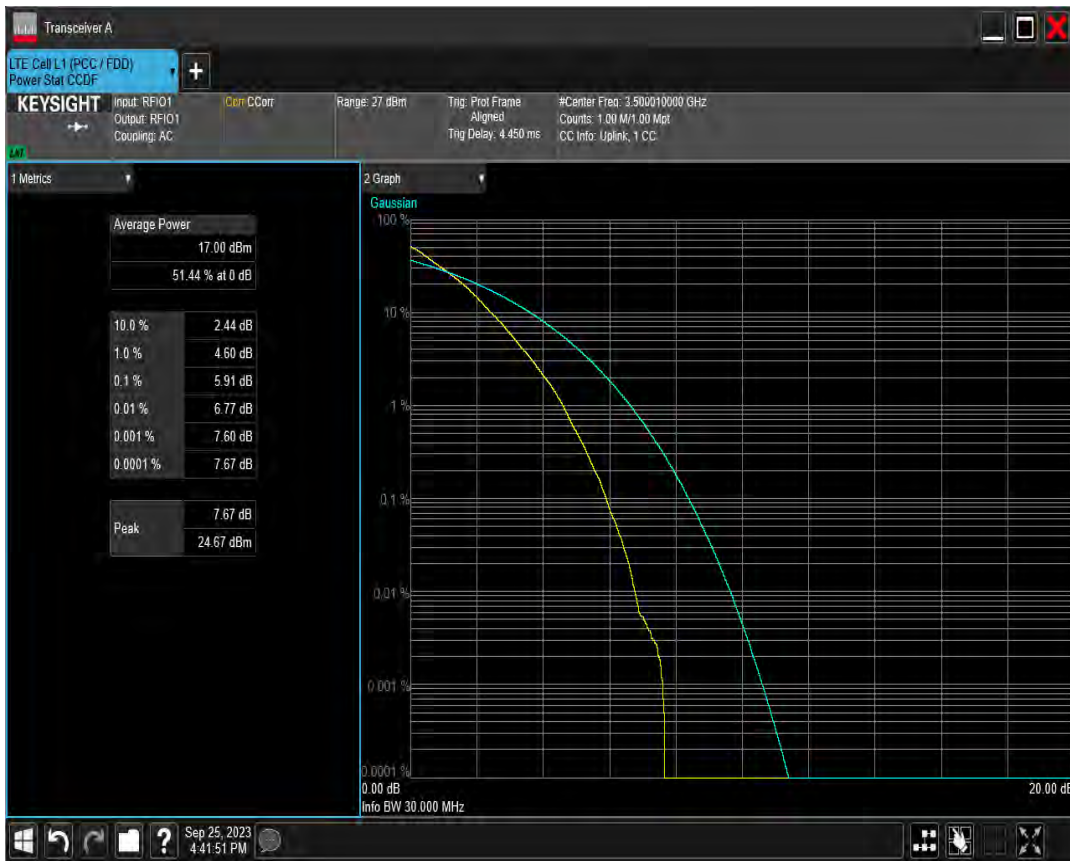 Transceiver A
LTE Cell L1 (PCC / FDD)
Power Stat CCDF
+
KEYSIGHT
Input: RFIO1
Output: RFIO1
Coupling: AC
Corr CCorr
Range: 27 dBm
Trig: Prot Frame
Aligned
Trig Delay: 4.450 ms
#Center Freq: 3.500010000 GHz
Counts: 1.00 M/1.00 Mpt
CC Info: Uplink, 1 CC
LXI
1 Metrics
Average Power
17.00 dBm
51.44 % at 0 dB
10.0 % 2.44 dB
1.0 % 4.60 dB
0.1 % 5.91 dB
0.01 % 6.77 dB
0.001 % 7.60 dB
0.0001 % 7.67 dB
Peak
7.67 dB
24.67 dBm
2 Graph
Gaussian
100 %
10 %
1 %
0.1 %
0.01 %
0.001 %
0.0001 %
0.00 dB
20.00 dB
Info BW 30.000 MHz
?
Sep 25, 2023
4:41:51 PM